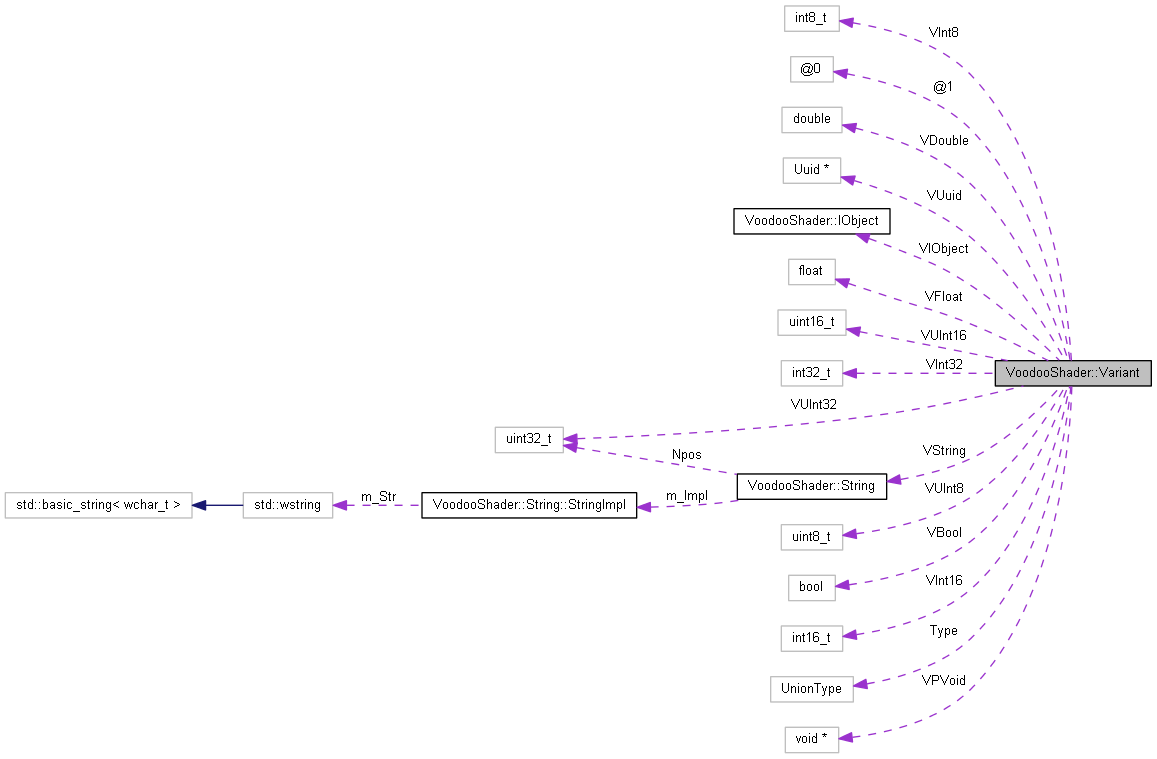 int8_t
VInt8
@0
@1
double
VDouble
Uuid *
VUuid
VoodooShader::IObject
VIObject
float
VFloat
uint16_t
VUInt16
int32_t
VInt32
VoodooShader::Variant
VUInt32
uint32_t
Npos
VString
VoodooShader::String
VUInt8
m_Impl
m_Str
std::basic_string< wchar_t >
std::wstring
VoodooShader::String::StringImpl
uint8_t
VBool
bool
VInt16
int16_t
Type
UnionType
VPVoid
void *